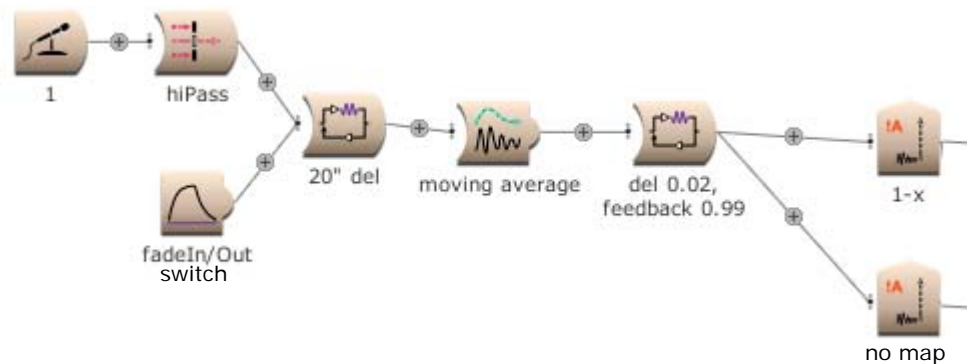 1
hiPass
20" del
moving average
del 0.02,
feedback 0.99
!A
1-x
fadeIn/Out
switch
!A
no map